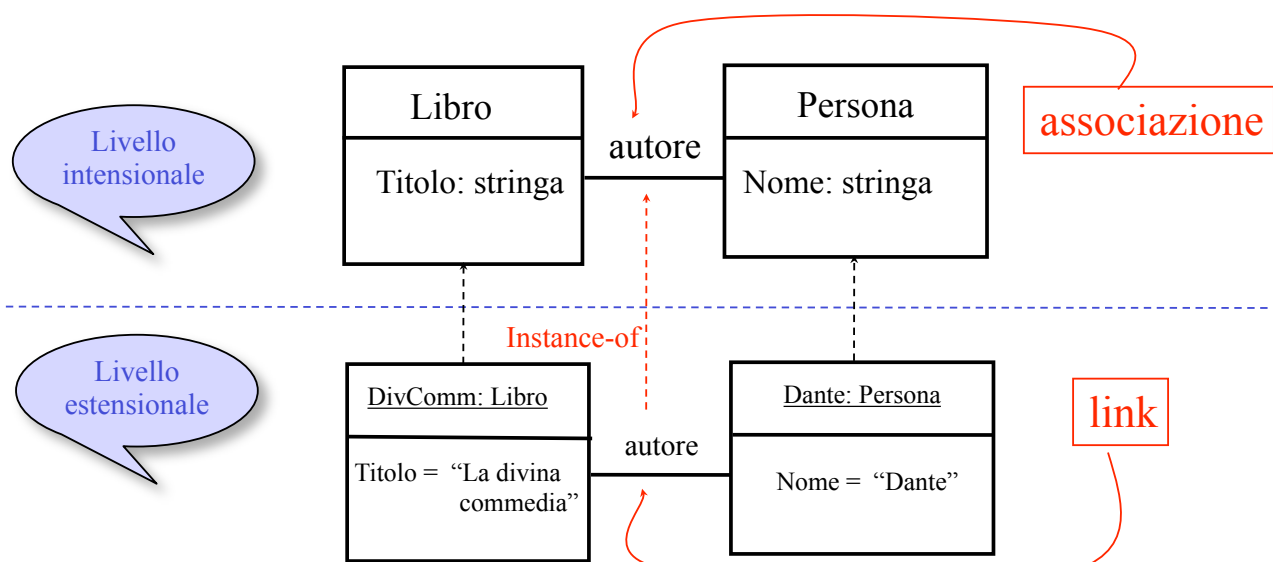 Livello
intensionale
Libro
Titolo: stringa
autore
Persona
Nome: stringa
associazione
Instance-of
Livello
estensionale
DivComm: Libro
Titolo = “La divina
commedia”
autore
Dante: Persona
Nome = “Dante”
link